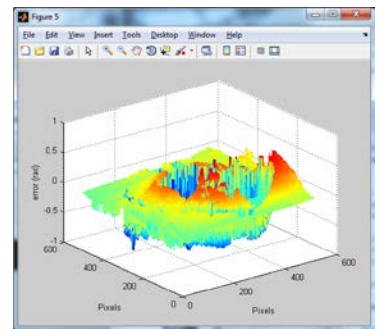 Figure 5
File Edit View Insert Tools Desktop Window Help
1
0.5
0
-0.5
-1
error (rad)
600
400
200
0
Pixels
0
200
400
600
Pixels